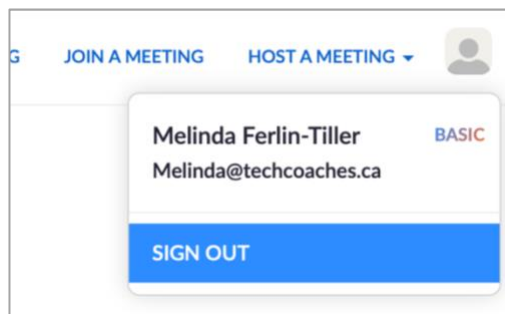 G JOIN A MEETING HOST A MEETING
Melinda Ferlin-Tiller BASIC
Melinda@techcoaches.ca
SIGN OUT